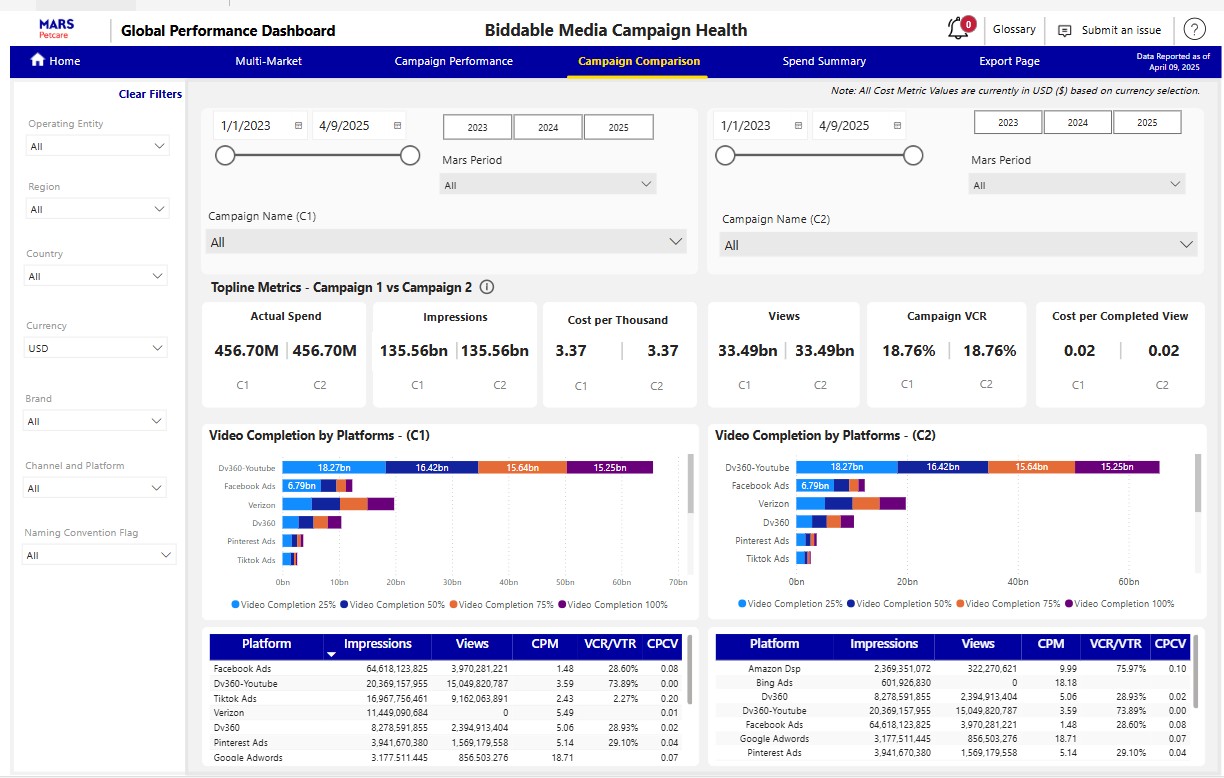 MARS
Petcare
Global Performance Dashboard
Biddable Media Campaign Health
0
Glossary
Submit an issue
?
Home
Multi-Market
Campaign Performance
Campaign Comparison
Spend Summary
Export Page
Data Reported as of
April 09, 2025
Note: All Cost Metric Values are currently in USD ($) based on currency selection.
Clear Filters
Operating Entity
All
Region
All
Country
All
Currency
USD
Brand
All
Channel and Platform
All
Naming Convention Flag
All
1/1/2023 4/9/2025 2023 2024 2025
Mars Period
All
Campaign Name (C1)
All
1/1/2023 4/9/2025 2023 2024 2025
Mars Period
All
Campaign Name (C2)
All
Topline Metrics - Campaign 1 vs Campaign 2
Actual Spend
456.70M 456.70M
C1 C2
Impressions
135.56bn 135.56bn
C1 C2
Cost per Thousand
3.37 3.37
C1 C2
Views
33.49bn 33.49bn
C1 C2
Campaign VCR
18.76% 18.76%
C1 C2
Cost per Completed View
0.02 0.02
C1 C2
Video Completion by Platforms - (C1)
Dv360-Youtube 18.27bn 16.42bn 15.64bn 15.25bn
Facebook Ads 6.79bn
Verizon
Dv360
Pinterest Ads
Tiktok Ads
0bn 10bn 20bn 30bn 40bn 50bn 60bn 70bn
Video Completion 25% Video Completion 50% Video Completion 75% Video Completion 100%
Video Completion by Platforms - (C2)
Dv360-Youtube 18.27bn 16.42bn 15.64bn 15.25bn
Facebook Ads 6.79bn
Verizon
Dv360
Pinterest Ads
Tiktok Ads
0bn 20bn 40bn 60bn
Video Completion 25% Video Completion 50% Video Completion 75% Video Completion 100%
Platform Impressions Views CPM VCR/VTR CPCV
Facebook Ads 64,618,123,825 3,970,281,221 1.48 28.60% 0.08
Dv360-Youtube 20,369,157,955 15,049,820,787 3.59 73.89% 0.00
Tiktok Ads 16,967,756,461 9,162,063,891 2.43 2.27% 0.20
Verizon 11,449,090,684 0 5.49 0.01
Dv360 8,278,591,855 2,394,913,404 5.06 28.93% 0.02
Pinterest Ads 3,941,670,380 1,569,179,558 5.14 29.10% 0.04
Google Adwords 3,177,511,445 856,503,276 18.71 0.07
Platform Impressions Views CPM VCR/VTR CPCV
Amazon Dsp 2,369,351,072 322,270,621 9.99 75.97% 0.10
Bing Ads 601,926,830 0 18.18
Dv360 8,278,591,855 2,394,913,404 5.06 28.93% 0.02
Dv360-Youtube 20,369,157,955 15,049,820,787 3.59 73.89% 0.00
Facebook Ads 64,618,123,825 3,970,281,221 1.48 28.60% 0.08
Google Adwords 3,177,511,445 856,503,276 18.71 0.07
Pinterest Ads 3,941,670,380 1,569,179,558 5.14 29.10% 0.04